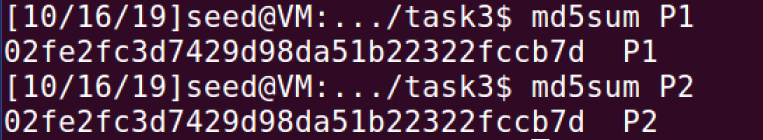 [10/16/19]seed@VM:.../task3$ md5sum P1
02fe2fc3d7429d98da51b22322fccb7d  P1
[10/16/19]seed@VM:.../task3$ md5sum P2
02fe2fc3d7429d98da51b22322fccb7d  P2